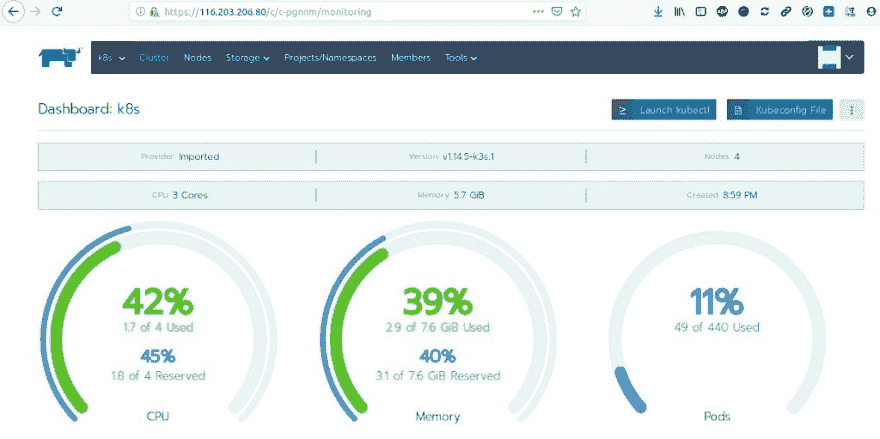 https://116.203.206.80/c/c-pgnnm/monitoring
k8s Cluster Nodes Storage Projects/Namespaces Members Tools
Dashboard: k8s
Launch kubectl Kubeconfig File
Provider Imported Version v1.14.5-k3s.1 Nodes 4
CPU 3 Cores Memory 5.7 GiB Created 8:59 PM
42% 39% 11%
1.7 of 4 Used 2.9 of 7.6 GiB Used 49 of 440 Used
45% 40%
1.8 of 4 Reserved 3.1 of 7.6 GiB Reserved
CPU Memory Pods